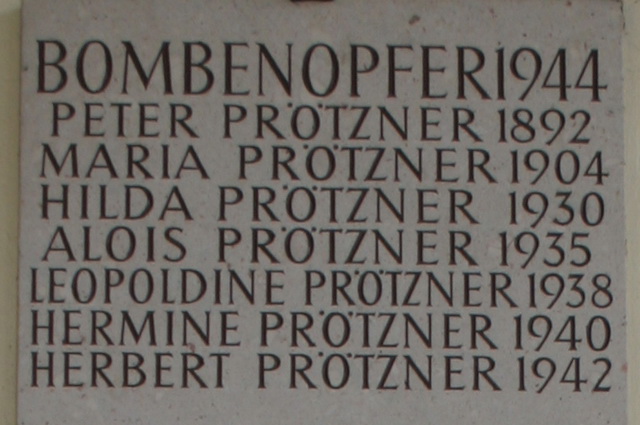 BOMBENOPFER 1944
PETER PRÖTZNER 1892
MARIA PRÖTZNER 1904
HILDA PRÖTZNER 1930
ALOIS PRÖTZNER 1935
LEOPOLDINE PRÖTZNER 1938
HERMINE PRÖTZNER 1940
HERBERT PRÖTZNER 1942